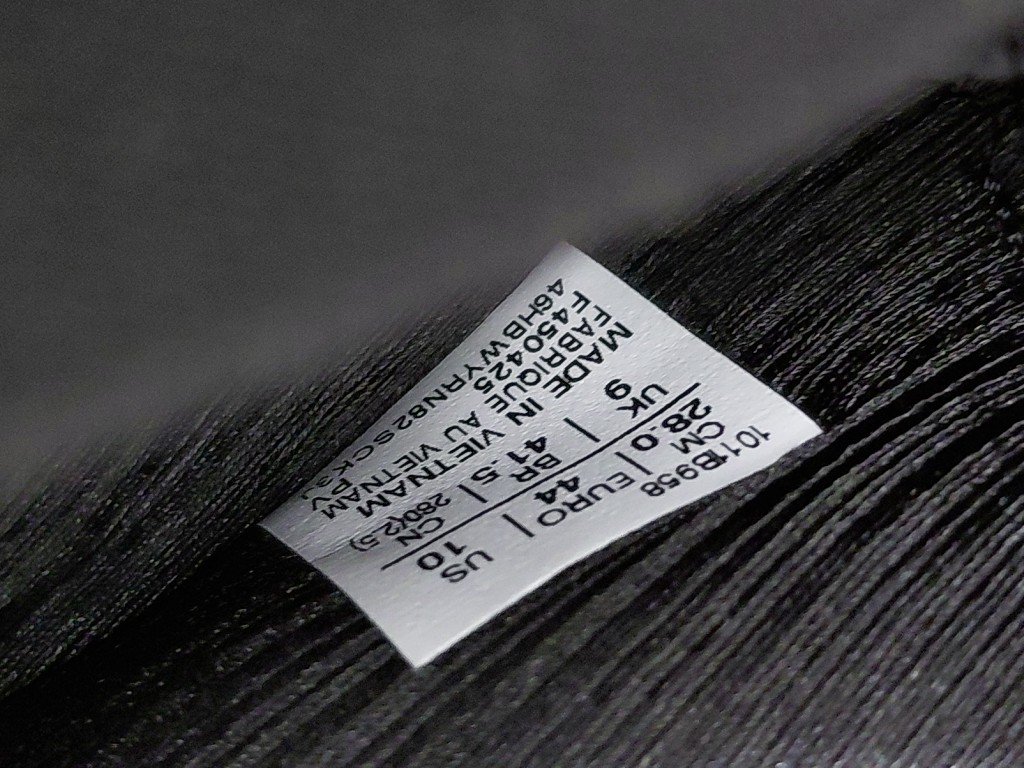 1011B958
CM | EURO | US
28.0 44 10
UK | BR | CN
9 41.5 280(2.5)
MADE IN VIETNAM
FABRIQUE AU VIETNAM
F450425 PV